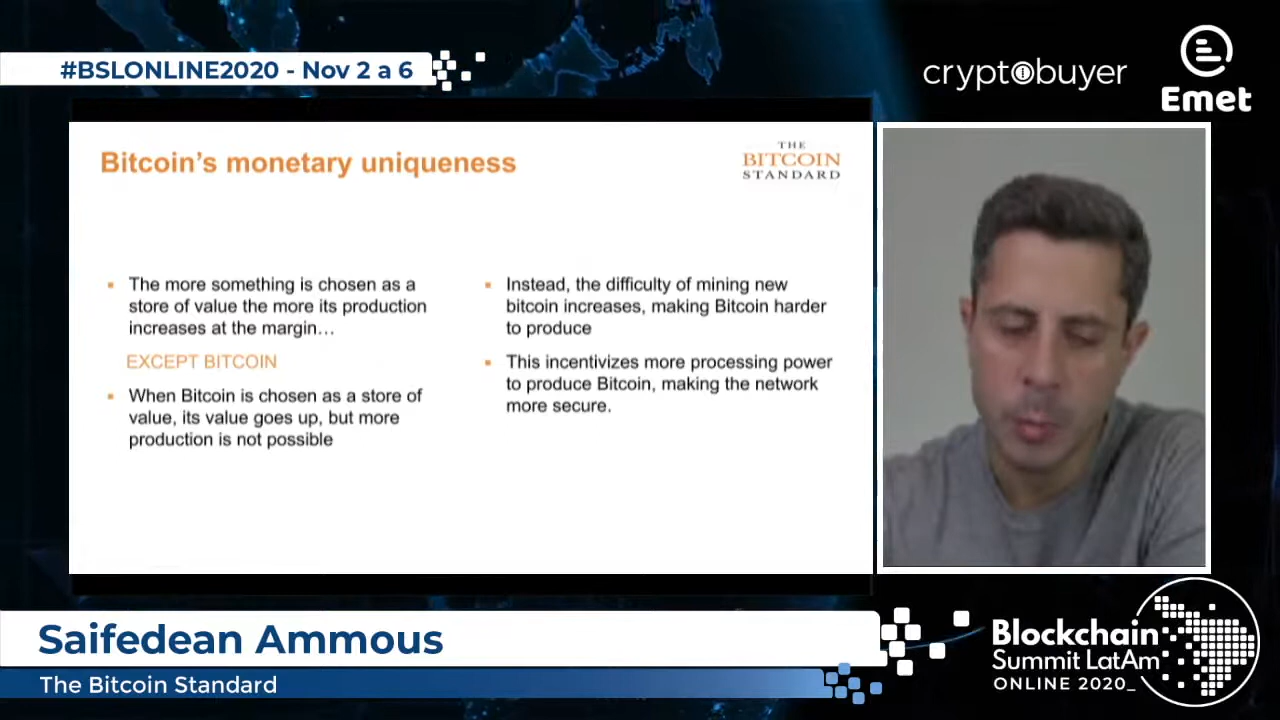 #BSLONLINE2020 - Nov 2 a 6
cryptobuyer
Emet
Bitcoin's monetary uniqueness
THE
BITCOIN
STANDARD
▪ The more something is chosen as a
store of value the more its production
increases at the margin…
EXCEPT BITCOIN
▪ When Bitcoin is chosen as a store of
value, its value goes up, but more
production is not possible
▪ Instead, the difficulty of mining new
bitcoin increases, making Bitcoin harder
to produce
▪ This incentivizes more processing power
to produce Bitcoin, making the network
more secure.
Saifedean Ammous
The Bitcoin Standard
Blockchain
Summit LatAm
ONLINE 2020_